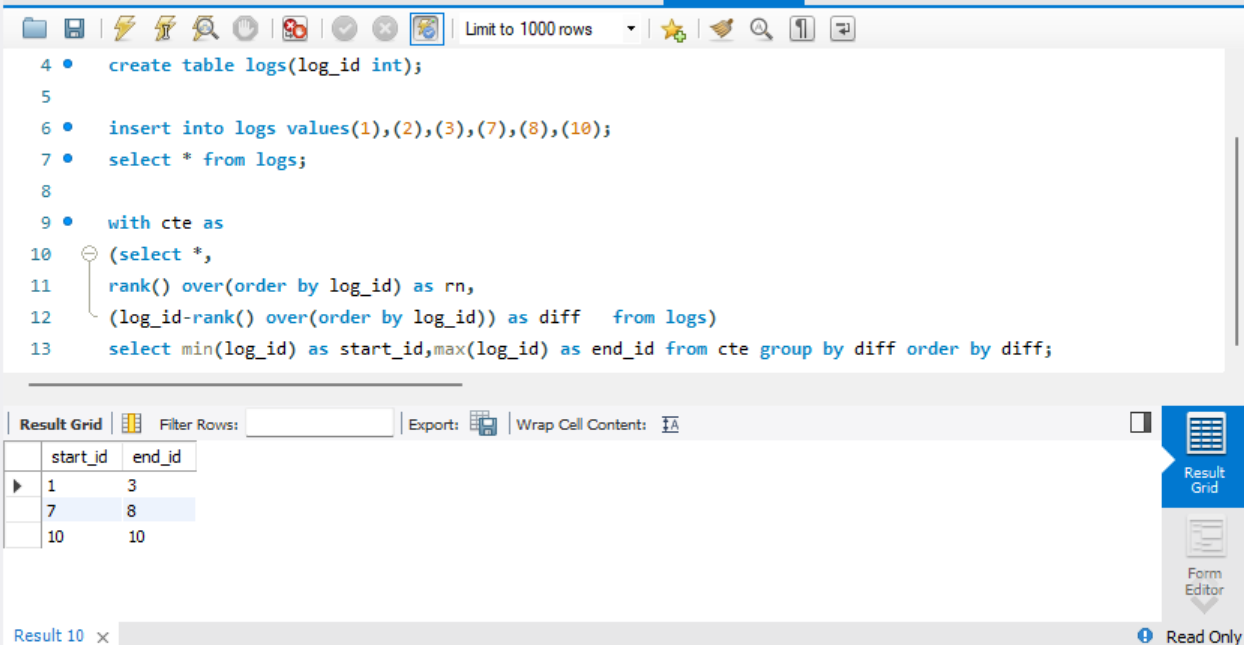 Limit to 1000 rows
4 create table logs(log_id int);
5
6 insert into logs values(1),(2),(3),(7),(8),(10);
7 select * from logs;
8
9 with cte as
10 (select *,
11 rank() over(order by log_id) as rn,
12 (log_id-rank() over(order by log_id)) as diff   from logs)
13 select min(log_id) as start_id,max(log_id) as end_id from cte group by diff order by diff;
Result Grid Filter Rows: Export: Wrap Cell Content: IA
start_id end_id
1 3
7 8
10 10
Result
Grid
Form
Editor
Result 10 × Read Only